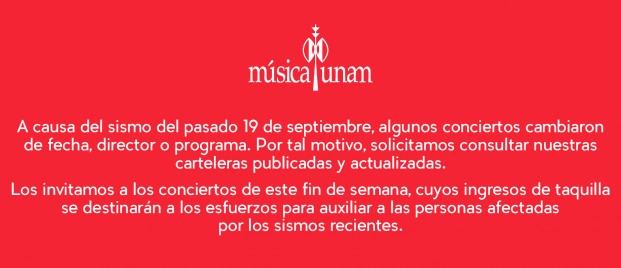 música unam
A causa del sismo del pasado 19 de septiembre, algunos conciertos cambiaron
de fecha, director o programa. Por tal motivo, solicitamos consultar nuestras
carteleras publicadas y actualizadas.
Los invitamos a los conciertos de este fin de semana, cuyos ingresos de taquilla
se destinarán a los esfuerzos para auxiliar a las personas afectadas
por los sismos recientes.